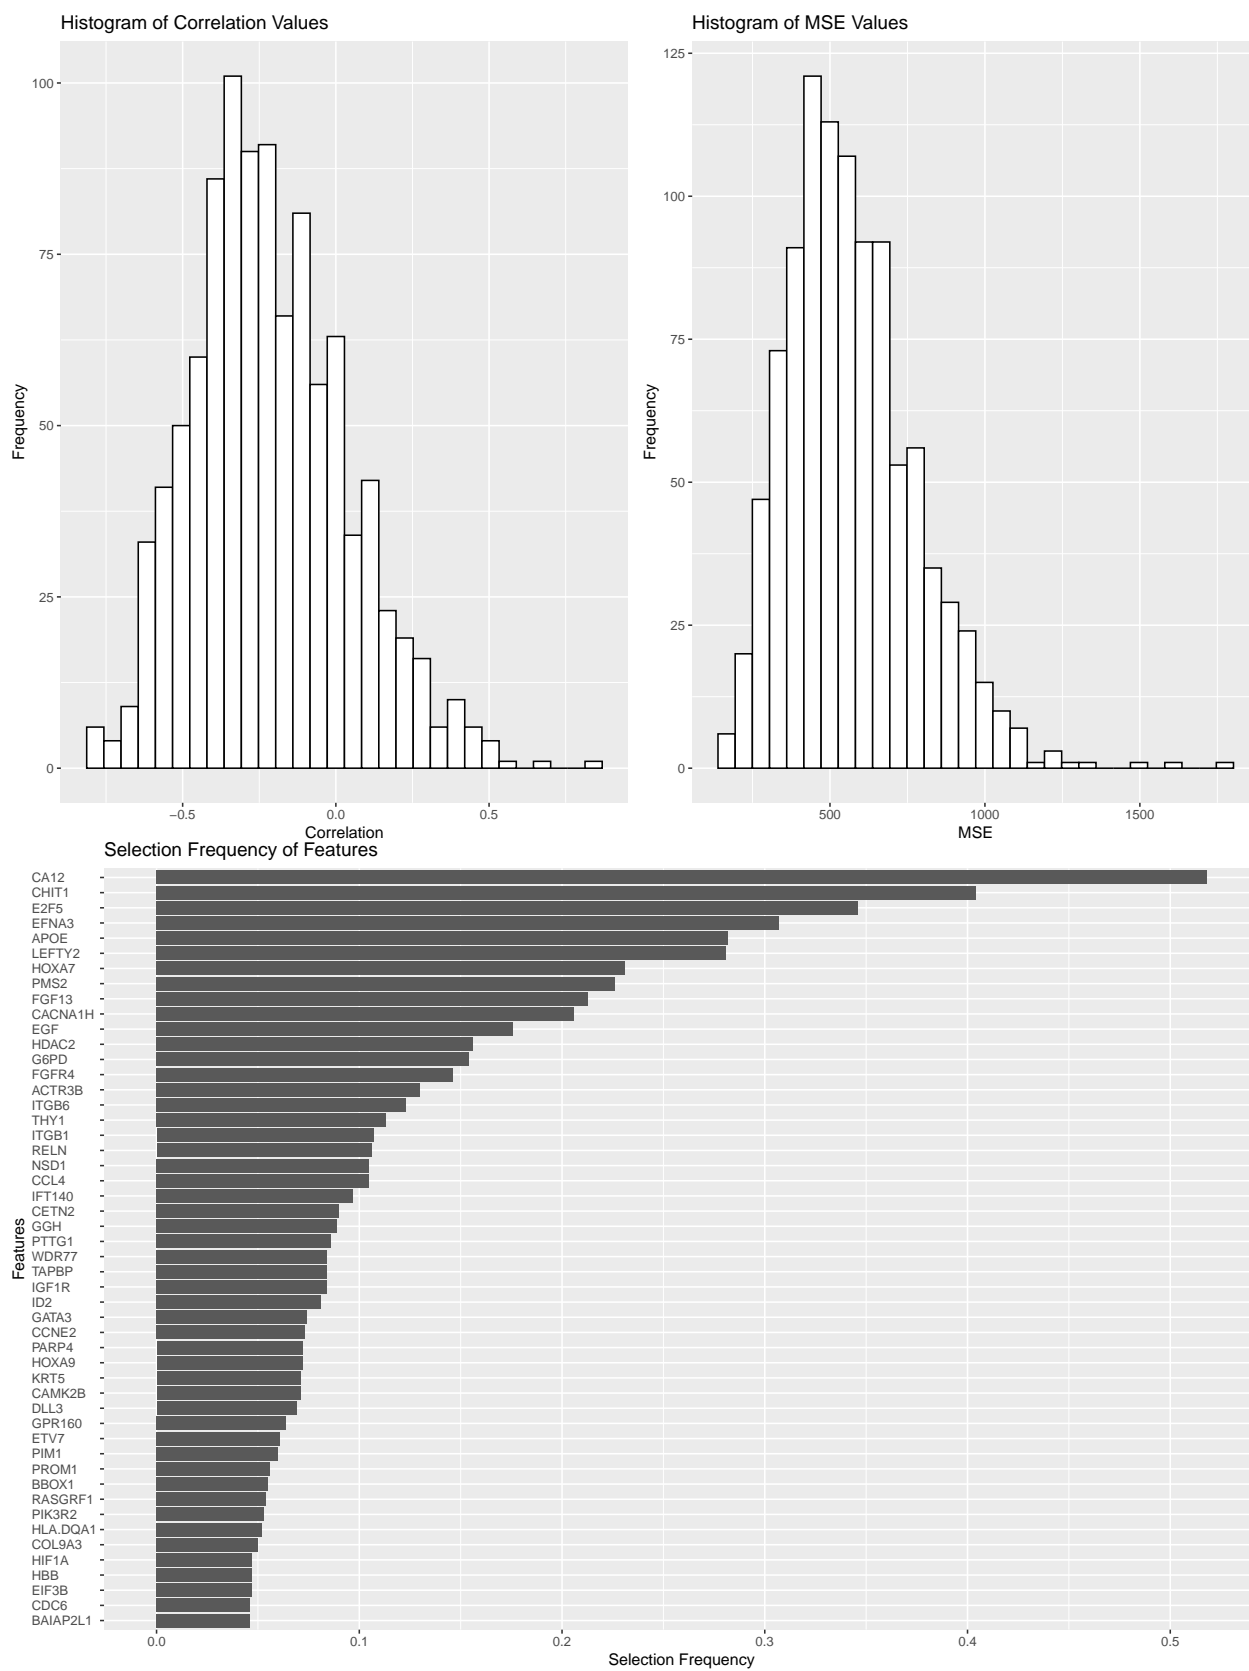 Histogram of Correlation Values
100
75
50
25
0
Frequency
−0.5
0.0
0.5
Correlation
Histogram of MSE Values
125
100
75
50
25
0
Frequency
500
1000
1500
MSE
Selection Frequency of Features
Features
CA12
CHIT1
E2F5
EFNA3
APOE
LEFTY2
HOXA7
PMS2
FGF13
CACNA1H
EGF
HDAC2
G6PD
FGFR4
ACTR3B
ITGB6
THY1
ITGB1
RELN
NSD1
CCL4
IFT140
CETN2
GGH
PTTG1
WDR77
TAPBP
IGF1R
ID2
GATA3
CCNE2
PARP4
HOXA9
KRT5
CAMK2B
DLL3
GPR160
ETV7
PIM1
PROM1
BBOX1
RASGRF1
PIK3R2
HLA.DQA1
COL9A3
HIF1A
HBB
EIF3B
CDC6
BAIAP2L1
0.0
0.1
0.2
0.3
0.4
0.5
Selection Frequency